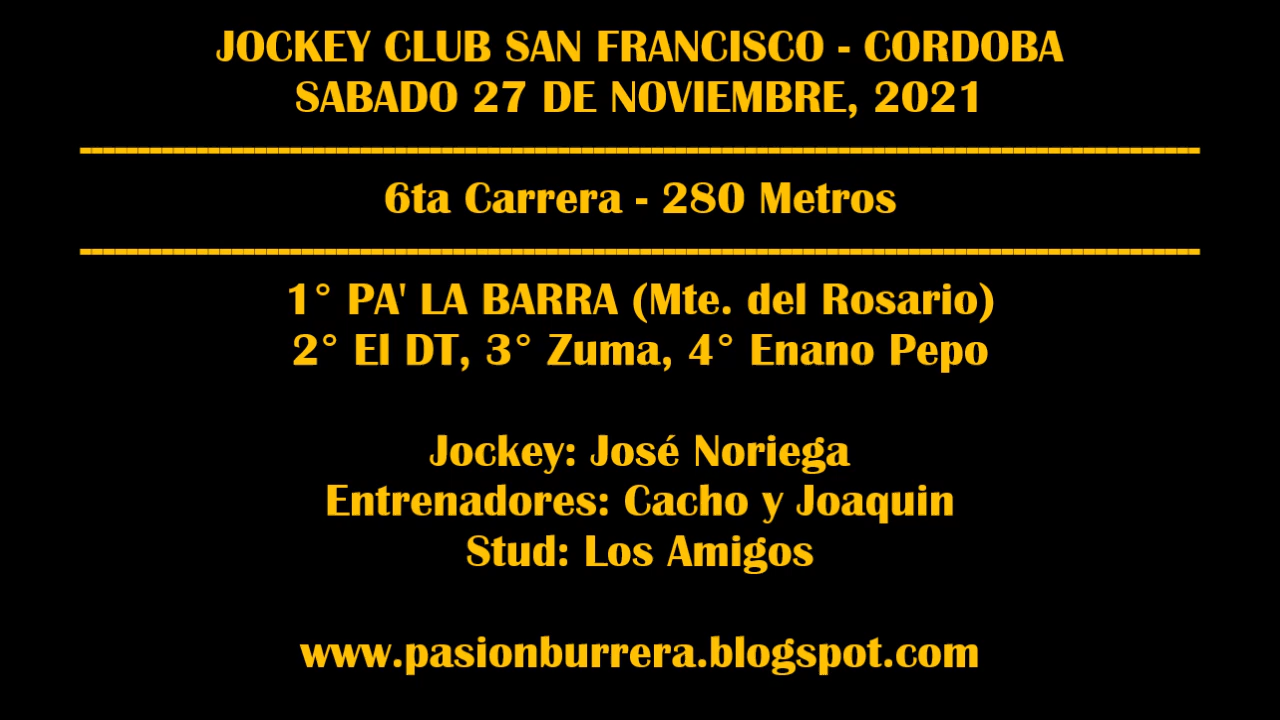 JOCKEY CLUB SAN FRANCISCO - CORDOBA
SABADO 27 DE NOVIEMBRE, 2021
6ta Carrera - 280 Metros
1° PA' LA BARRA (Mte. del Rosario)
2° El DT, 3° Zuma, 4° Enano Pepo
Jockey: José Noriega
Entrenadores: Cacho y Joaquin
Stud: Los Amigos
www.pasionburrera.blogspot.com